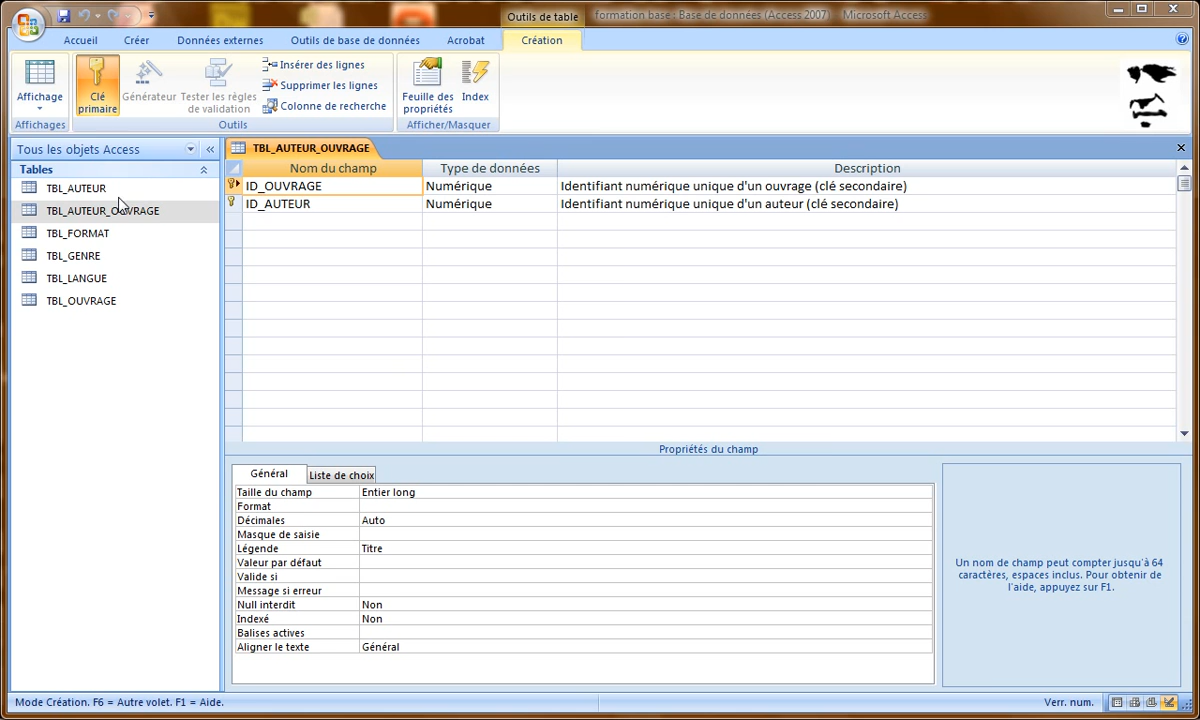 Outils de table
formation base : Base de données (Access 2007) - Microsoft Access
Accueil
Créer
Données externes
Outils de base de données
Acrobat
Création
Affichage
Affichages
Clé
primaire
Générateur
Tester les règles
de validation
Insérer des lignes
Supprimer les lignes
Colonne de recherche
Outils
Feuille des
propriétés
Index
Afficher/Masquer
Tous les objets Access
Tables
TBL_AUTEUR
TBL_AUTEUR_OUVRAGE
TBL_FORMAT
TBL_GENRE
TBL_LANGUE
TBL_OUVRAGE
TBL_AUTEUR_OUVRAGE
Nom du champ Type de données Description
ID_OUVRAGE Numérique Identifiant numérique unique d'un ouvrage (clé secondaire)
ID_AUTEUR Numérique Identifiant numérique unique d'un auteur (clé secondaire)
Propriétés du champ
Général Liste de choix
Taille du champ Entier long
Format
Décimales Auto
Masque de saisie
Légende Titre
Valeur par défaut
Valide si
Message si erreur
Null interdit Non
Indexé Non
Balises actives
Aligner le texte Général
Un nom de champ peut compter jusqu'à 64
caractères, espaces inclus. Pour obtenir de
l'aide, appuyez sur F1.
Mode Création. F6 = Autre volet. F1 = Aide.
Verr. num.